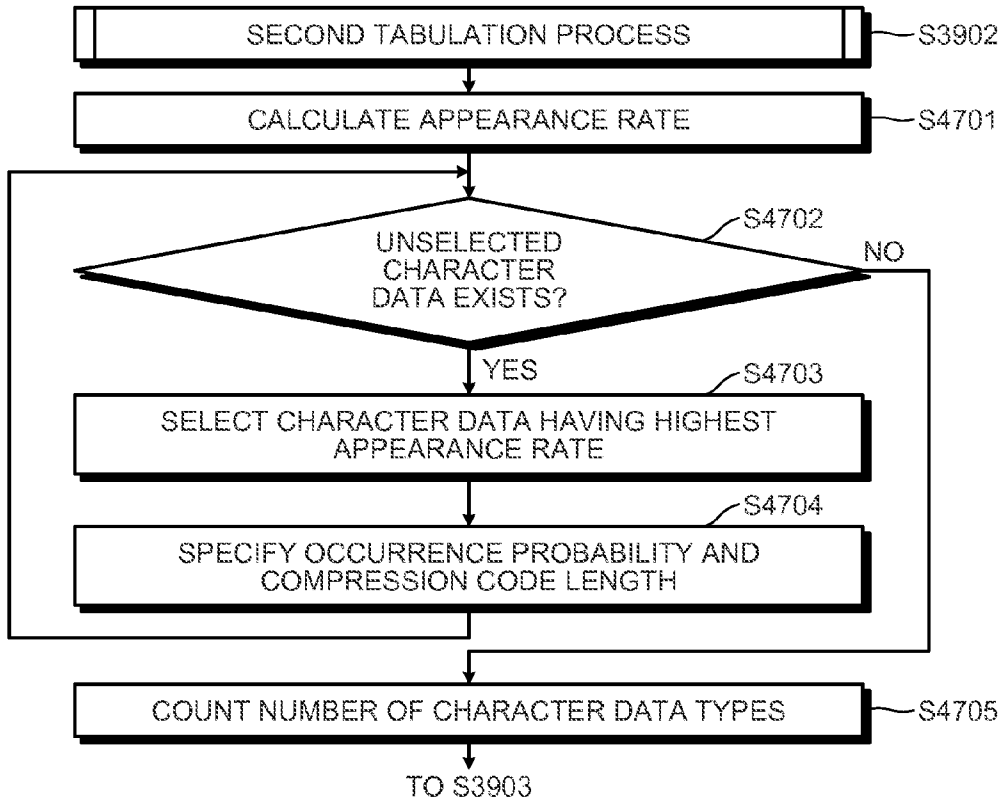 SECOND TABULATION PROCESS
S3902
CALCULATE APPEARANCE RATE
S4701
S4702
UNSELECTED
CHARACTER
DATA EXISTS?
NO
YES
S4703
SELECT CHARACTER DATA HAVING HIGHEST
APPEARANCE RATE
S4704
SPECIFY OCCURRENCE PROBABILITY AND
COMPRESSION CODE LENGTH
COUNT NUMBER OF CHARACTER DATA TYPES
S4705
TO S3903